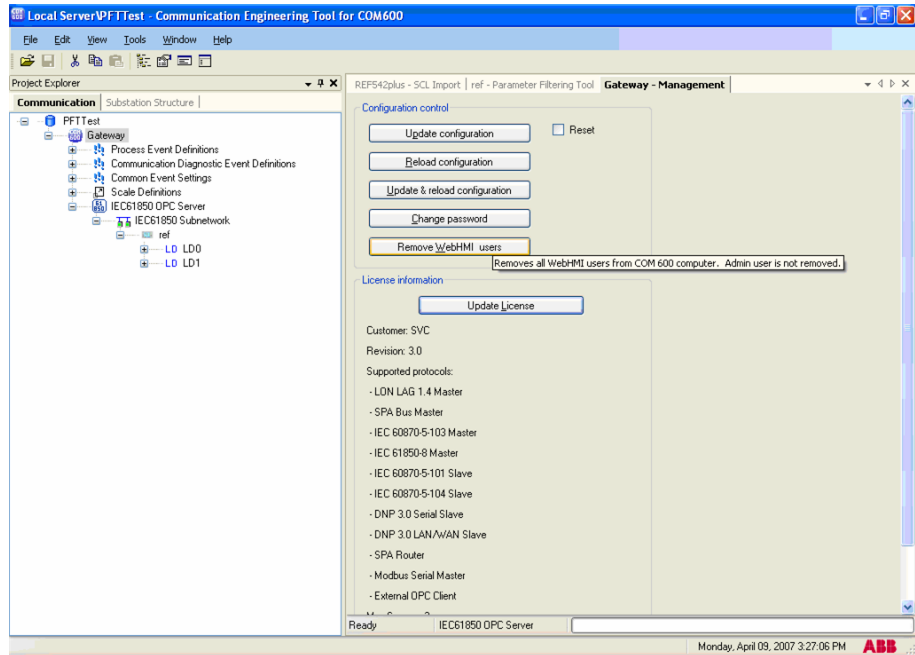 Local Server\PFTTest - Communication Engineering Tool for COM600
File Edit View Tools Window Help
Project Explorer
Communication Substation Structure
PFTTest
Gateway
Process Event Definitions
Communication Diagnostic Event Definitions
Common Event Settings
Scale Definitions
IEC61850 OPC Server
IEC61850 Subnetwork
ref
LD LD0
LD LD1
REF542plus - SCL Import ref - Parameter Filtering Tool Gateway - Management
Configuration control
Update configuration Reset
Reload configuration
Update & reload configuration
Change password
Remove WebHMI users
Removes all WebHMI users from COM 600 computer. Admin user is not removed.
License information
Update License
Customer: SVC
Revision: 3.0
Supported protocols:
- LON LAG 1.4 Master
- SPA Bus Master
- IEC 60870-5-103 Master
- IEC 61850-8 Master
- IEC 60870-5-101 Slave
- IEC 60870-5-104 Slave
- DNP 3.0 Serial Slave
- DNP 3.0 LAN/WAN Slave
- SPA Router
- Modbus Serial Master
- External OPC Client
Ready IEC61850 OPC Server
Monday, April 09, 2007 3:27:06 PM ABB